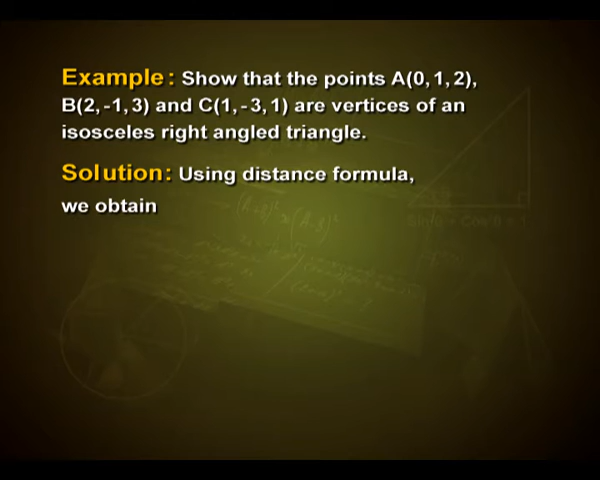 Example: Show that the points A(0,1,2),
B(2,-1,3) and C(1,-3,1) are vertices of an
isosceles right angled triangle.
Solution: Using distance formula,
we obtain